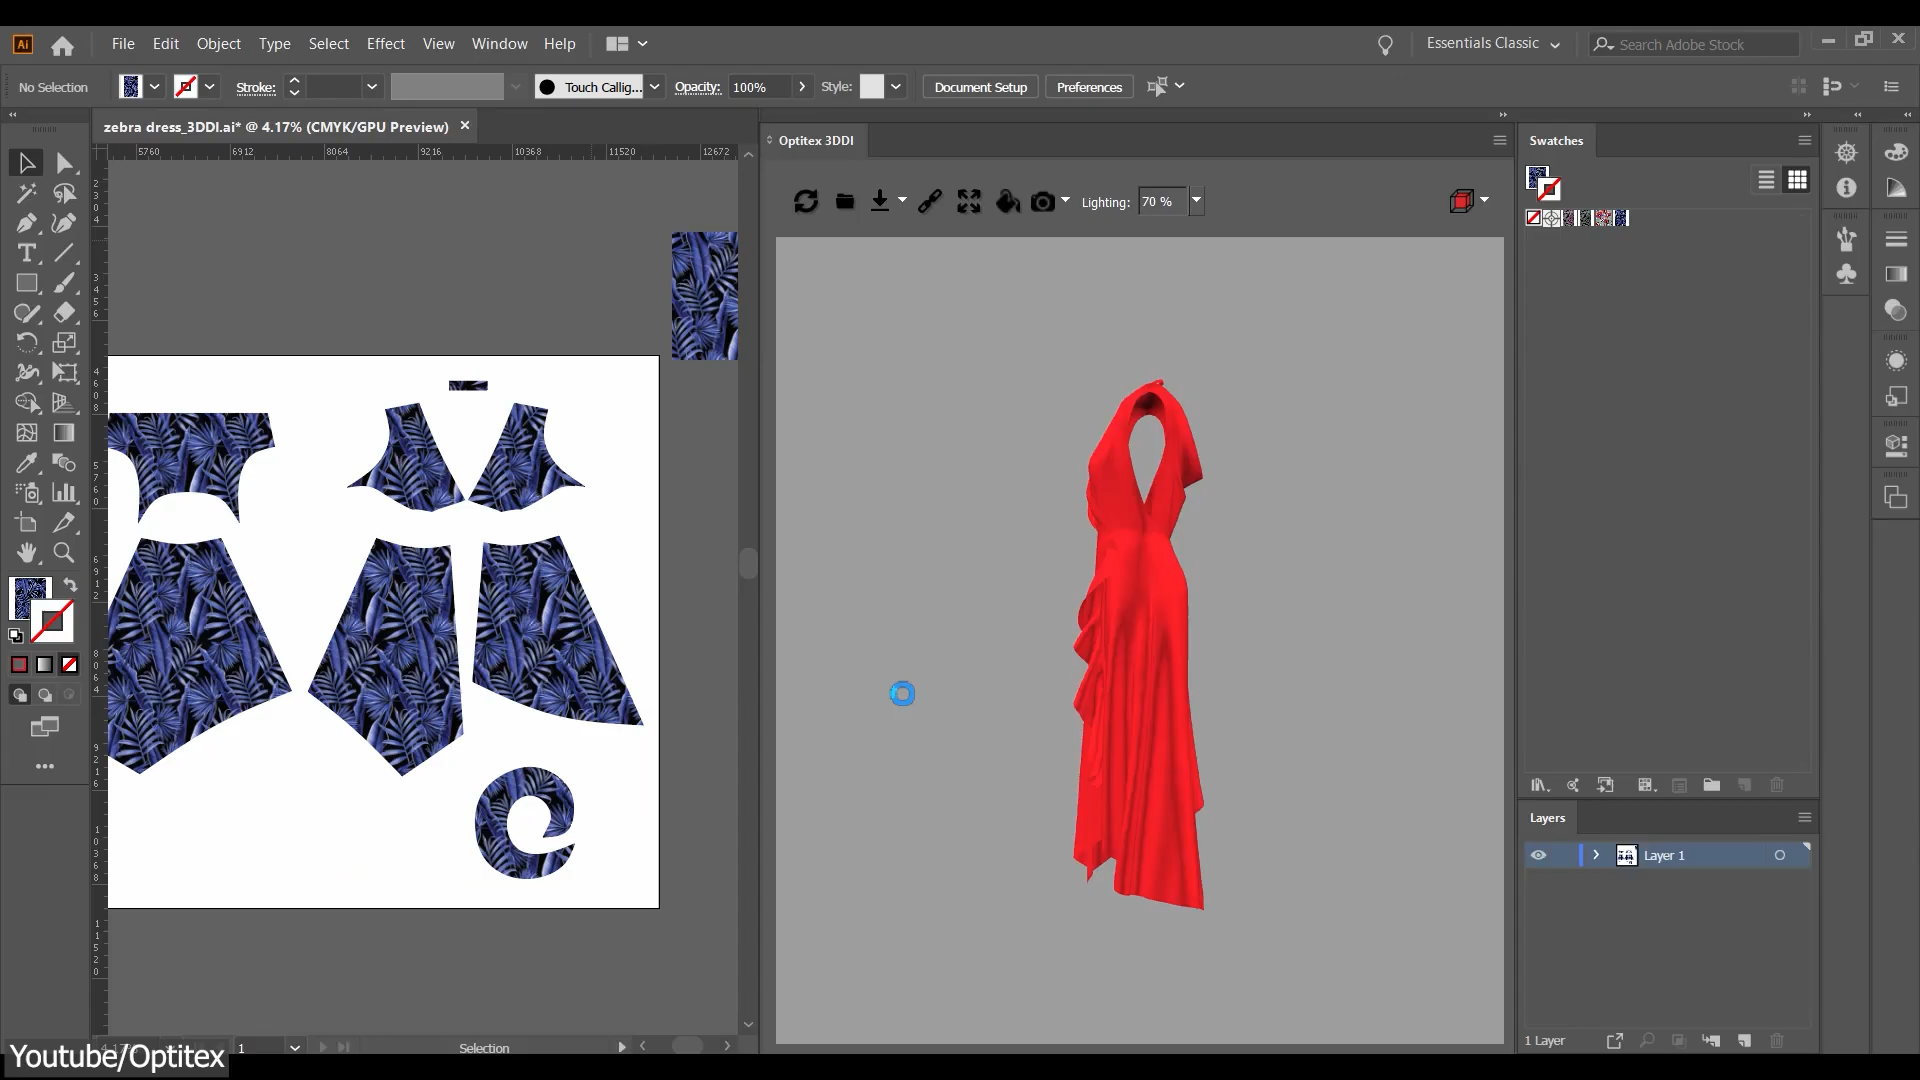 Ai File Edit Object Type Select Effect View Window Help Essentials Classic Search Adobe Stock
No Selection Stroke: Touch Callig... Opacity: 100% Style: Document Setup Preferences
zebra dress_3DDI.ai* @ 4.17% (CMYK/GPU Preview)
Optitex 3DDI
Swatches
5760 6912 8064 9216 10368 11520 12672
Lighting: 70 %
Layers
Layer 1
1 Layer
1 Selection
Youtube/Optitex